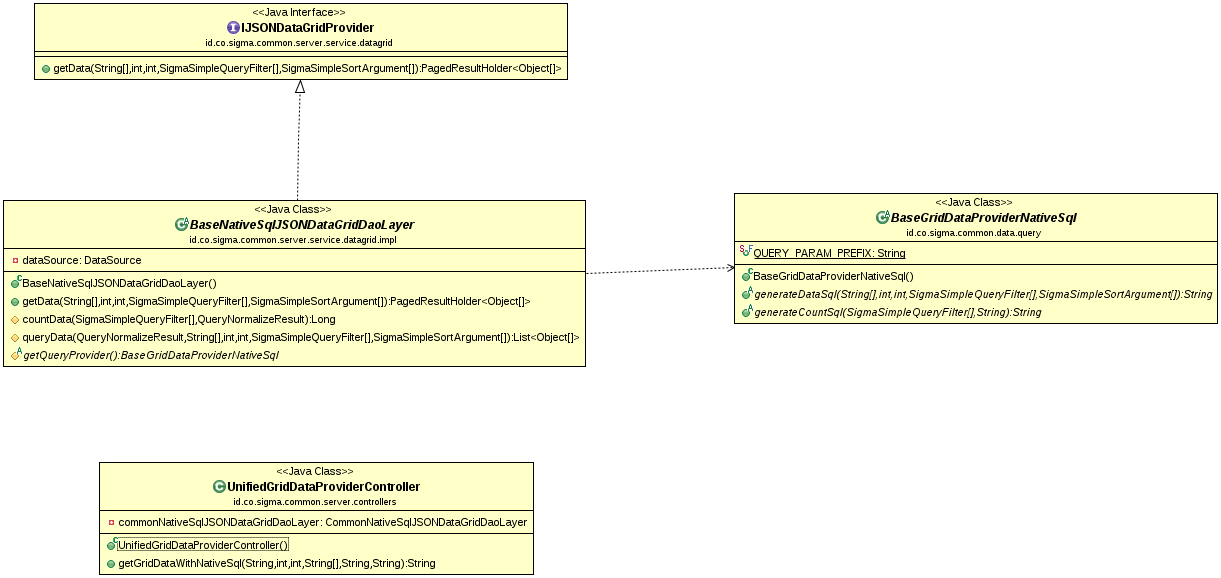 <<Java Interface>>
IJSONDataGridProvider
id.co.sigma.common.server.service.datagrid
getData(String[],int,int,SigmaSimpleQueryFilter[],SigmaSimpleSortArgument[]):PagedResultHolder<Object[]>
<<Java Class>>
BaseNativeSqlJSONDataGridDaoLayer
id.co.sigma.common.server.service.datagrid.impl
dataSource: DataSource
BaseNativeSqlJSONDataGridDaoLayer()
getData(String[],int,int,SigmaSimpleQueryFilter[],SigmaSimpleSortArgument[]):PagedResultHolder<Object[]>
countData(SigmaSimpleQueryFilter[],QueryNormalizeResult):Long
queryData(QueryNormalizeResult,String[],int,int,SigmaSimpleQueryFilter[],SigmaSimpleSortArgument[]):List<Object[]>
getQueryProvider():BaseGridDataProviderNativeSql
<<Java Class>>
BaseGridDataProviderNativeSql
id.co.sigma.common.data.query
QUERY_PARAM_PREFIX: String
BaseGridDataProviderNativeSql()
generateDataSql(String[],int,int,SigmaSimpleQueryFilter[],SigmaSimpleSortArgument[]):String
generateCountSql(SigmaSimpleQueryFilter[],String):String
<<Java Class>>
UnifiedGridDataProviderController
id.co.sigma.common.server.controllers
commonNativeSqlJSONDataGridDaoLayer: CommonNativeSqlJSONDataGridDaoLayer
UnifiedGridDataProviderController()
getGridDataWithNativeSql(String,int,int,String[],String,String):String